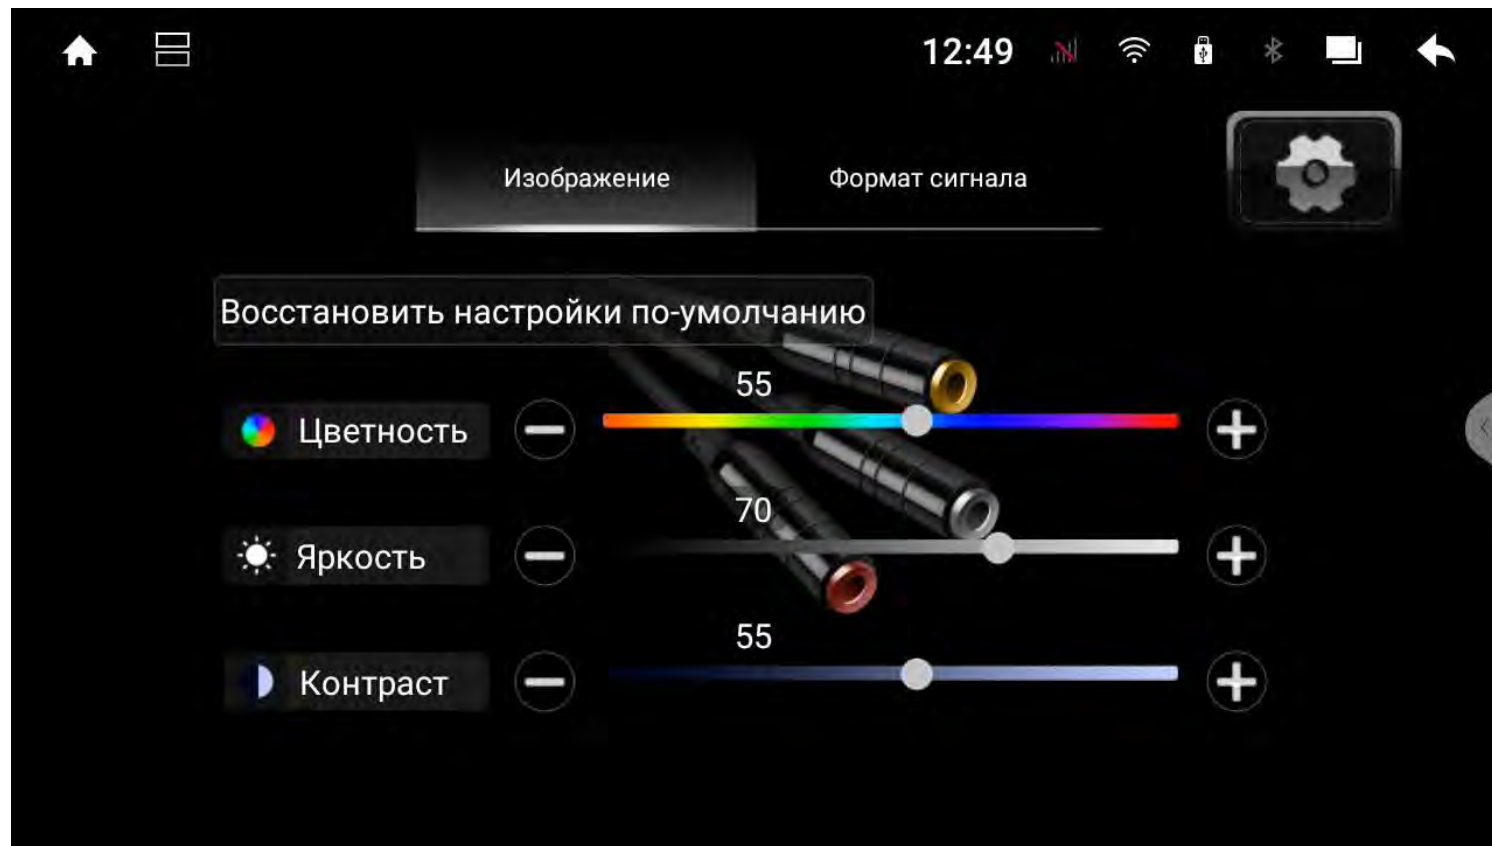 12:49
Изображение
Формат сигнала
Восстановить настройки по-умолчанию
55
Цветность
70
Яркость
55
Контраст